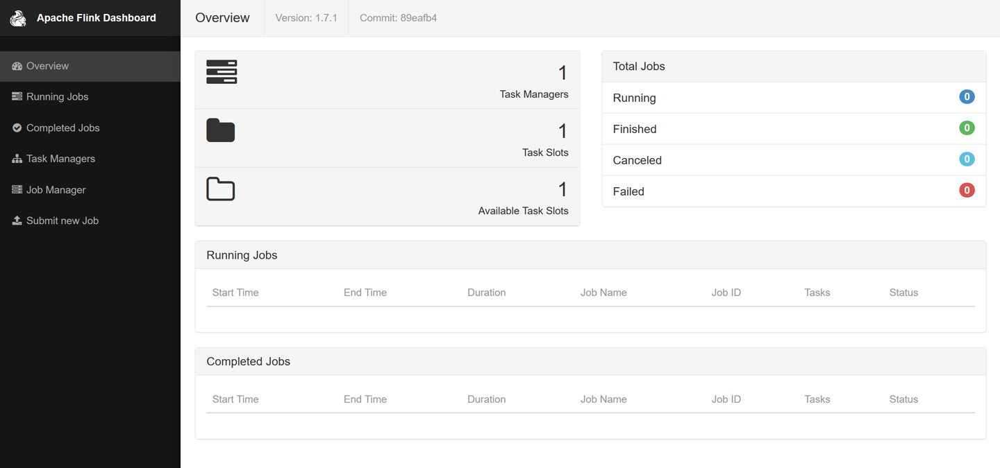 Apache Flink Dashboard
Overview
Running Jobs
Completed Jobs
Task Managers
Job Manager
Submit new Job
Overview Version: 1.7.1 Commit: 89eafb4
1
Task Managers
1
Task Slots
1
Available Task Slots
Total Jobs
Running 0
Finished 0
Canceled 0
Failed 0
Running Jobs
Start Time End Time Duration Job Name Job ID Tasks Status
Completed Jobs
Start Time End Time Duration Job Name Job ID Tasks Status